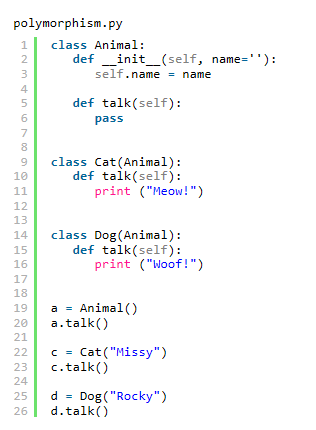 polymorphism.py
1 class Animal:
2    def __init__(self, name=''):
3       self.name = name
4
5    def talk(self):
6       pass
7
8
9 class Cat(Animal):
10    def talk(self):
11       print ("Meow!")
12
13
14 class Dog(Animal):
15    def talk(self):
16       print ("Woof!")
17
18
19 a = Animal()
20 a.talk()
21
22 c = Cat("Missy")
23 c.talk()
24
25 d = Dog("Rocky")
26 d.talk()